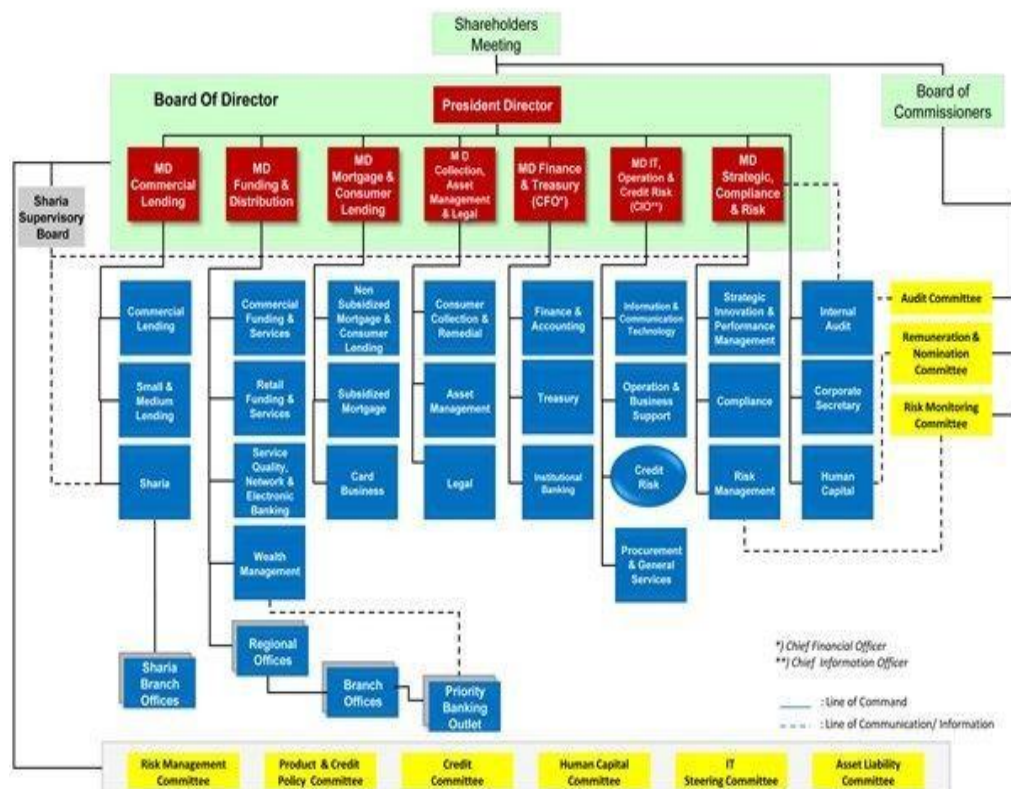 Shareholders
Meeting
Board Of Director
President Director
Board of
Commissioners
MD
Commercial
Lending
MD
Funding &
Distribution
MD
Mortgage &
Consumer
Lending
M D
Collection,
Asset
Management
& Legal
MD Finance
& Treasury
(CFO*)
MD IT,
Operation &
Credit Risk
(CIO**)
MD
Strategic,
Compliance
& Risk
Sharia
Supervisory
Board
Commercial
Lending
Commercial
Funding &
Services
Non
Subsidized
Mortgage &
Consumer
Lending
Consumer
Collection &
Remedial
Finance &
Accounting
Information &
Communication
Technology
Strategic
Innovation &
Performance
Management
Internal
Audit
Audit Committee
Remuneration &
Nomination
Committee
Risk Monitoring
Committee
Small &
Medium
Lending
Retail
Funding &
Services
Subsidized
Mortgage
Asset
Management
Treasury
Operation &
Business
Support
Compliance
Corporate
Secretary
Sharia
Service
Quality,
Network &
Electronic
Banking
Card
Business
Legal
Institutional
Banking
Credit
Risk
Risk
Management
Human
Capital
Wealth
Management
Procurement
& General
Services
Sharia
Branch
Offices
Regional
Offices
Branch
Offices
Priority
Banking
Outlet
*) Chief Financial Officer
**) Chief Information Officer
: Line of Command
: Line of Communication/ Information
Risk Management
Committee
Product & Credit
Policy Committee
Credit
Committee
Human Capital
Committee
IT
Steering Committee
Asset Liability
Committee